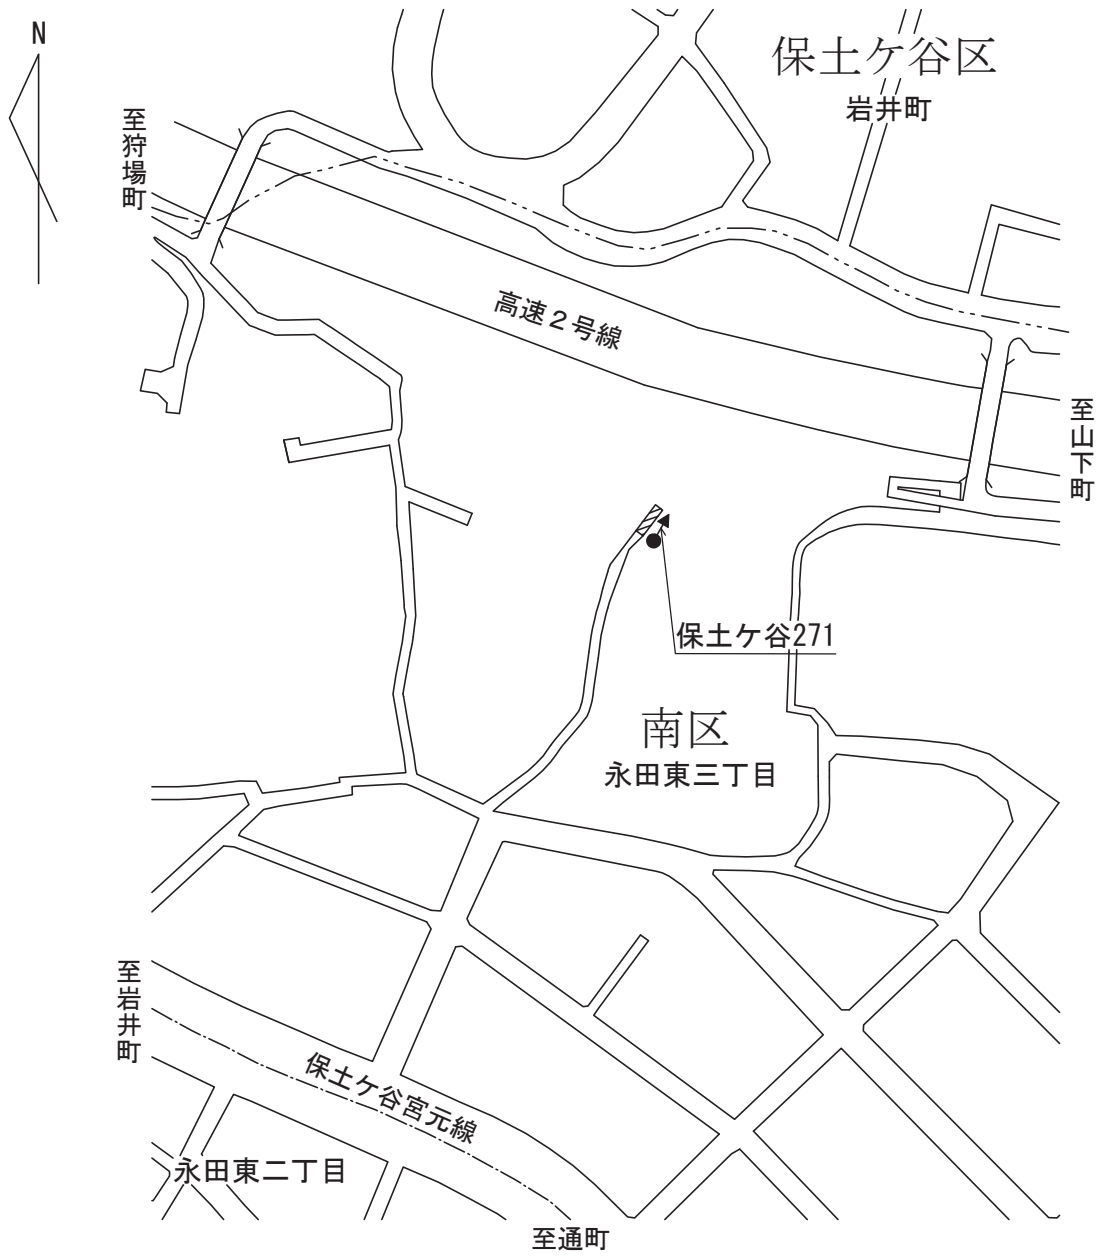 N
保土ケ谷区
岩井町
至狩場町
高速２号線
至山下町
保土ケ谷271
南区
永田東三丁目
至岩井町
保土ケ谷宮元線
永田東二丁目
至通町